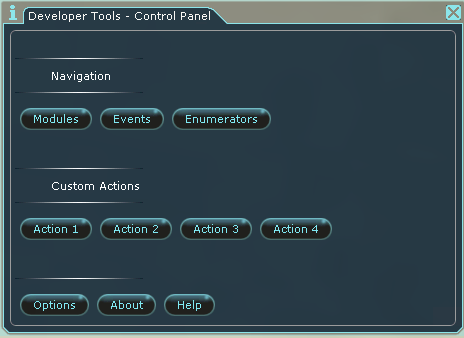 Developer Tools - Control Panel
Navigation
Modules Events Enumerators
Custom Actions
Action 1 Action 2 Action 3 Action 4
Options About Help